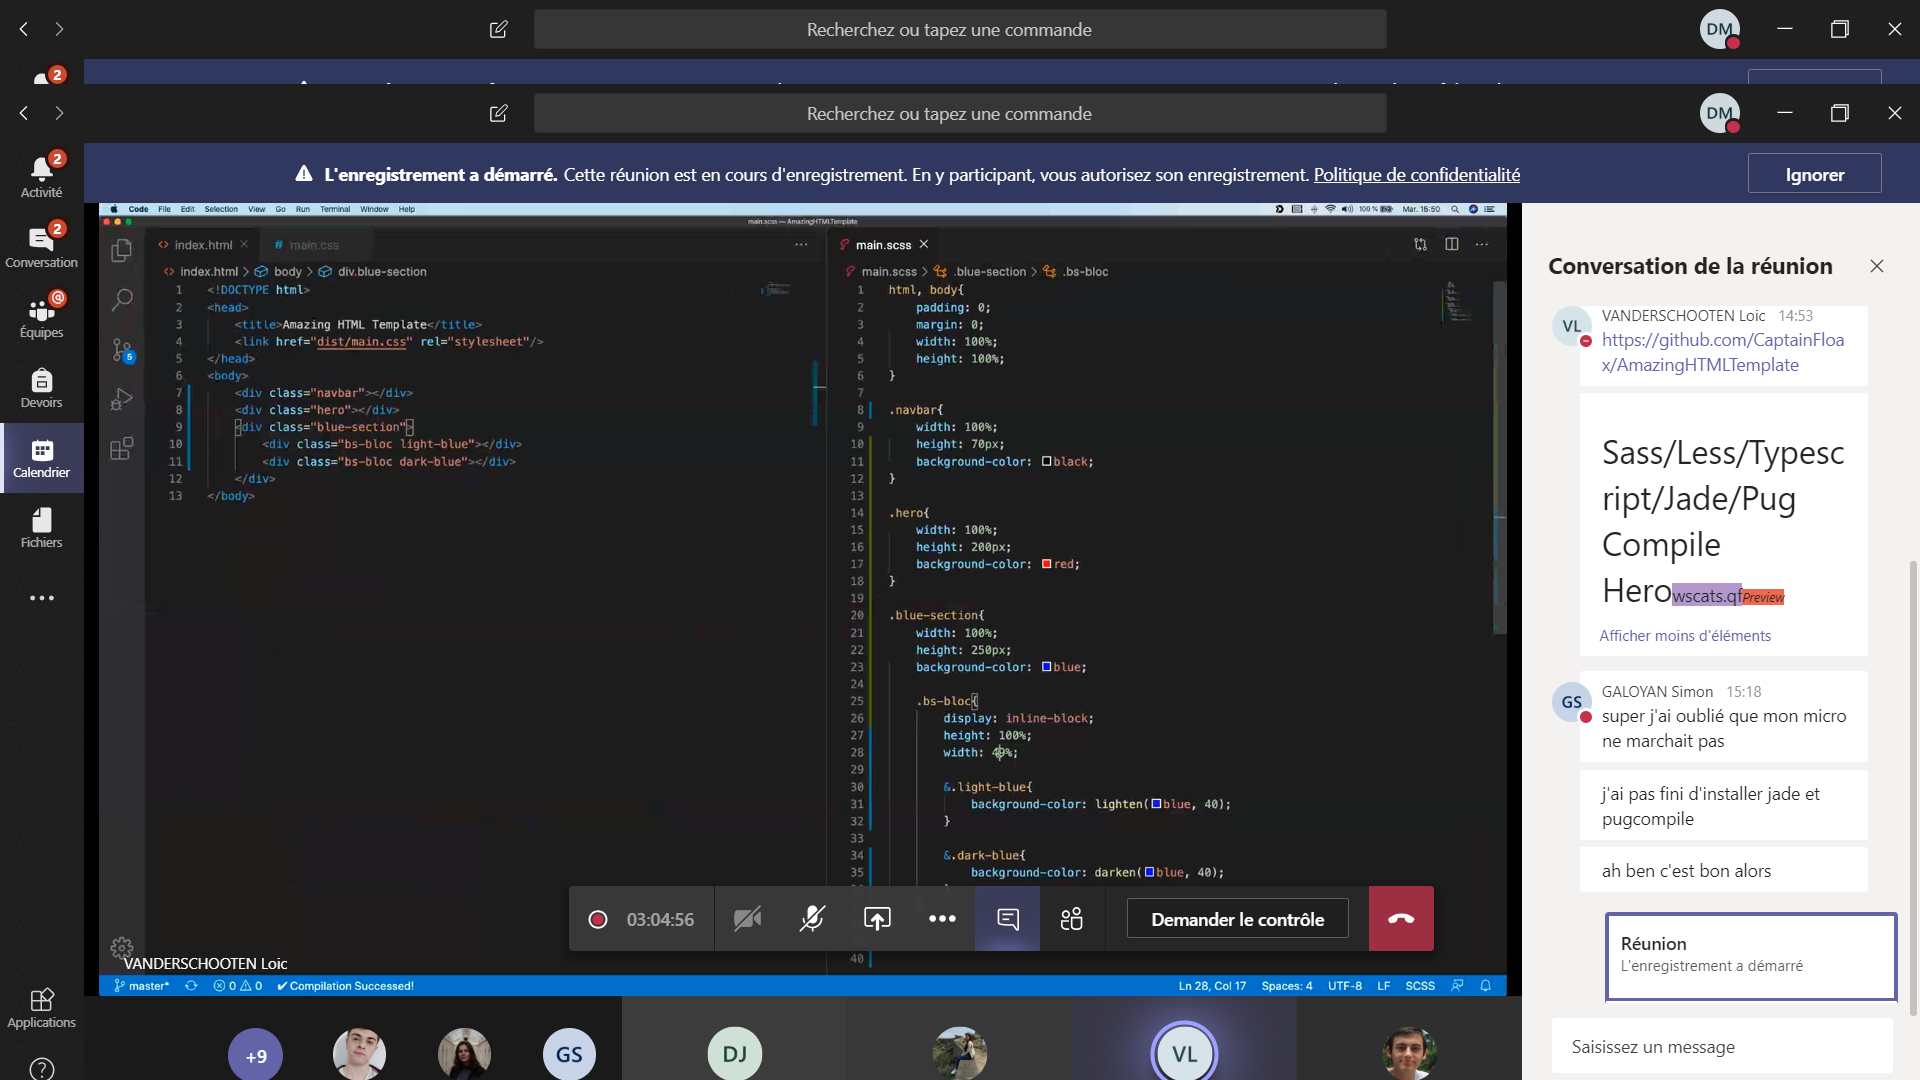 Recherchez ou tapez une commande
DM
2
Recherchez ou tapez une commande
DM
2
Activité
2
Conversation
Équipes
Devoirs
Calendrier
Fichiers
Applications
L'enregistrement a démarré. Cette réunion est en cours d'enregistrement. En y participant, vous autorisez son enregistrement. Politique de confidentialité
Ignorer
Code File Edit Selection View Go Run Terminal Window Help
100 % Mar. 16:50
main.scss — AmazingHTMLTemplate
index.html
# main.css
index.html > body > div.blue-section
5
1 <!DOCTYPE html>
2 <head>
3 <title>Amazing HTML Template</title>
4 <link href="dist/main.css" rel="stylesheet"/>
5 </head>
6 <body>
7 <div class="navbar"></div>
8 <div class="hero"></div>
9 <div class="blue-section">
10 <div class="bs-bloc light-blue"></div>
11 <div class="bs-bloc dark-blue"></div>
12 </div>
13 </body>
main.scss
main.scss > .blue-section > .bs-bloc
1 html, body{
2 padding: 0;
3 margin: 0;
4 width: 100%;
5 height: 100%;
6 }
7
8 .navbar{
9 width: 100%;
10 height: 70px;
11 background-color: black;
12 }
13
14 .hero{
15 width: 100%;
16 height: 200px;
17 background-color: red;
18 }
19
20 .blue-section{
21 width: 100%;
22 height: 250px;
23 background-color: blue;
24
25 .bs-bloc{
26 display: inline-block;
27 height: 100%;
28 width: 49%;
29
30 &.light-blue{
31 background-color: lighten(blue, 40);
32 }
33
34 &.dark-blue{
35 background-color: darken(blue, 40);
40
03:04:56
Demander le contrôle
VANDERSCHOOTEN Loic
master* 0 0 Compilation Successed!
Ln 28, Col 17 Spaces: 4 UTF-8 LF SCSS
+9
GS
DJ
VL
Conversation de la réunion
VL
VANDERSCHOOTEN Loic 14:53
https://github.com/CaptainFloa
x/AmazingHTMLTemplate
Sass/Less/Typesc
ript/Jade/Pug
Compile
Herowscats.qfPreview
Afficher moins d'éléments
GS
GALOYAN Simon 15:18
super j'ai oublié que mon micro
ne marchait pas
j'ai pas fini d'installer jade et
pugcompile
ah ben c'est bon alors
Réunion
L'enregistrement a démarré
Saisissez un message